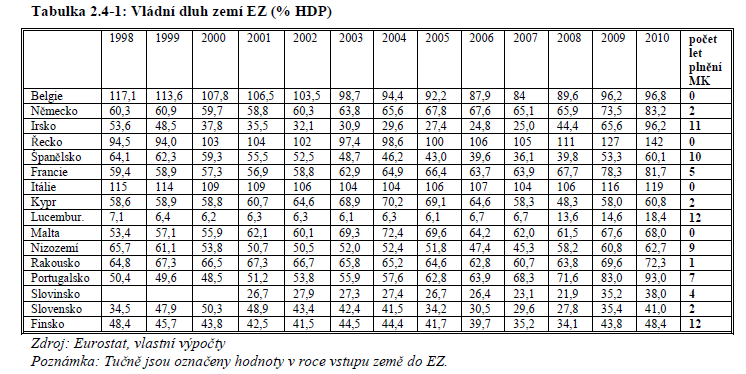 Tabulka 2.4-1: Vládní dluh zemí EZ (% HDP)
1998 1999 2000 2001 2002 2003 2004 2005 2006 2007 2008 2009 2010 počet
let
plnění
MK
Belgie 117,1 113,6 107,8 106,5 103,5 98,7 94,4 92,2 87,9 84 89,6 96,2 96,8 0
Německo 60,3 60,9 59,7 58,8 60,3 63,8 65,6 67,8 67,6 65,1 65,9 73,5 83,2 2
Irsko 53,6 48,5 37,8 35,5 32,1 30,9 29,6 27,4 24,8 25,0 44,4 65,6 96,2 11
Řecko 94,5 94,0 103 104 102 97,4 98,6 100 106 105 111 127 142 0
Španělsko 64,1 62,3 59,3 55,5 52,5 48,7 46,2 43,0 39,6 36,1 39,8 53,3 60,1 10
Francie 59,4 58,9 57,3 56,9 58,8 62,9 64,9 66,4 63,7 63,9 67,7 78,3 81,7 5
Itálie 115 114 109 109 106 104 104 106 107 104 106 116 119 0
Kypr 58,6 58,9 58,8 60,7 64,6 68,9 70,2 69,1 64,6 58,3 48,3 58,0 60,8 2
Lucembur. 7,1 6,4 6,2 6,3 6,3 6,1 6,3 6,1 6,7 6,7 13,6 14,6 18,4 12
Malta 53,4 57,1 55,9 62,1 60,1 69,3 72,4 69,6 64,2 62,0 61,5 67,6 68,0 0
Nizozemí 65,7 61,1 53,8 50,7 50,5 52,0 52,4 51,8 47,4 45,3 58,2 60,8 62,7 9
Rakousko 64,8 67,3 66,5 67,3 66,7 65,8 65,2 64,6 62,8 60,7 63,8 69,6 72,3 1
Portugalsko 50,4 49,6 48,5 51,2 53,8 55,9 57,6 62,8 63,9 68,3 71,6 83,0 93,0 7
Slovinsko 26,7 27,9 27,3 27,4 26,7 26,4 23,1 21,9 35,2 38,0 4
Slovensko 34,5 47,9 50,3 48,9 43,4 42,4 41,5 34,2 30,5 29,6 27,8 35,4 41,0 2
Finsko 48,4 45,7 43,8 42,5 41,5 44,5 44,4 41,7 39,7 35,2 34,1 43,8 48,4 12
Zdroj: Eurostat, vlastní výpočty
Poznámka: Tučně jsou označeny hodnoty v roce vstupu země do EZ.